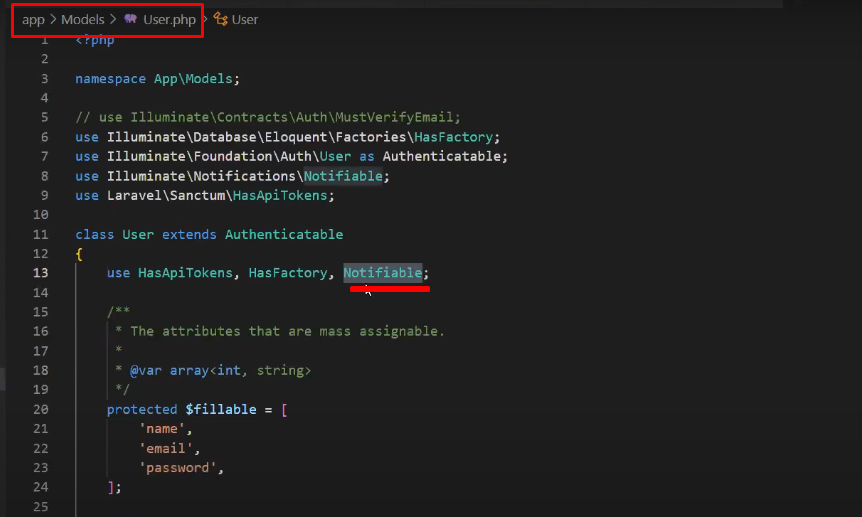 app > Models > User.php > User
1 <?php
2
3 namespace App\Models;
4
5 // use Illuminate\Contracts\Auth\MustVerifyEmail;
6 use Illuminate\Database\Eloquent\Factories\HasFactory;
7 use Illuminate\Foundation\Auth\User as Authenticatable;
8 use Illuminate\Notifications\Notifiable;
9 use Laravel\Sanctum\HasApiTokens;
10
11 class User extends Authenticatable
12 {
13 use HasApiTokens, HasFactory, Notifiable;
14
15 /**
16 * The attributes that are mass assignable.
17 *
18 * @var array<int, string>
19 */
20 protected $fillable = [
21 'name',
22 'email',
23 'password',
24 ];
25